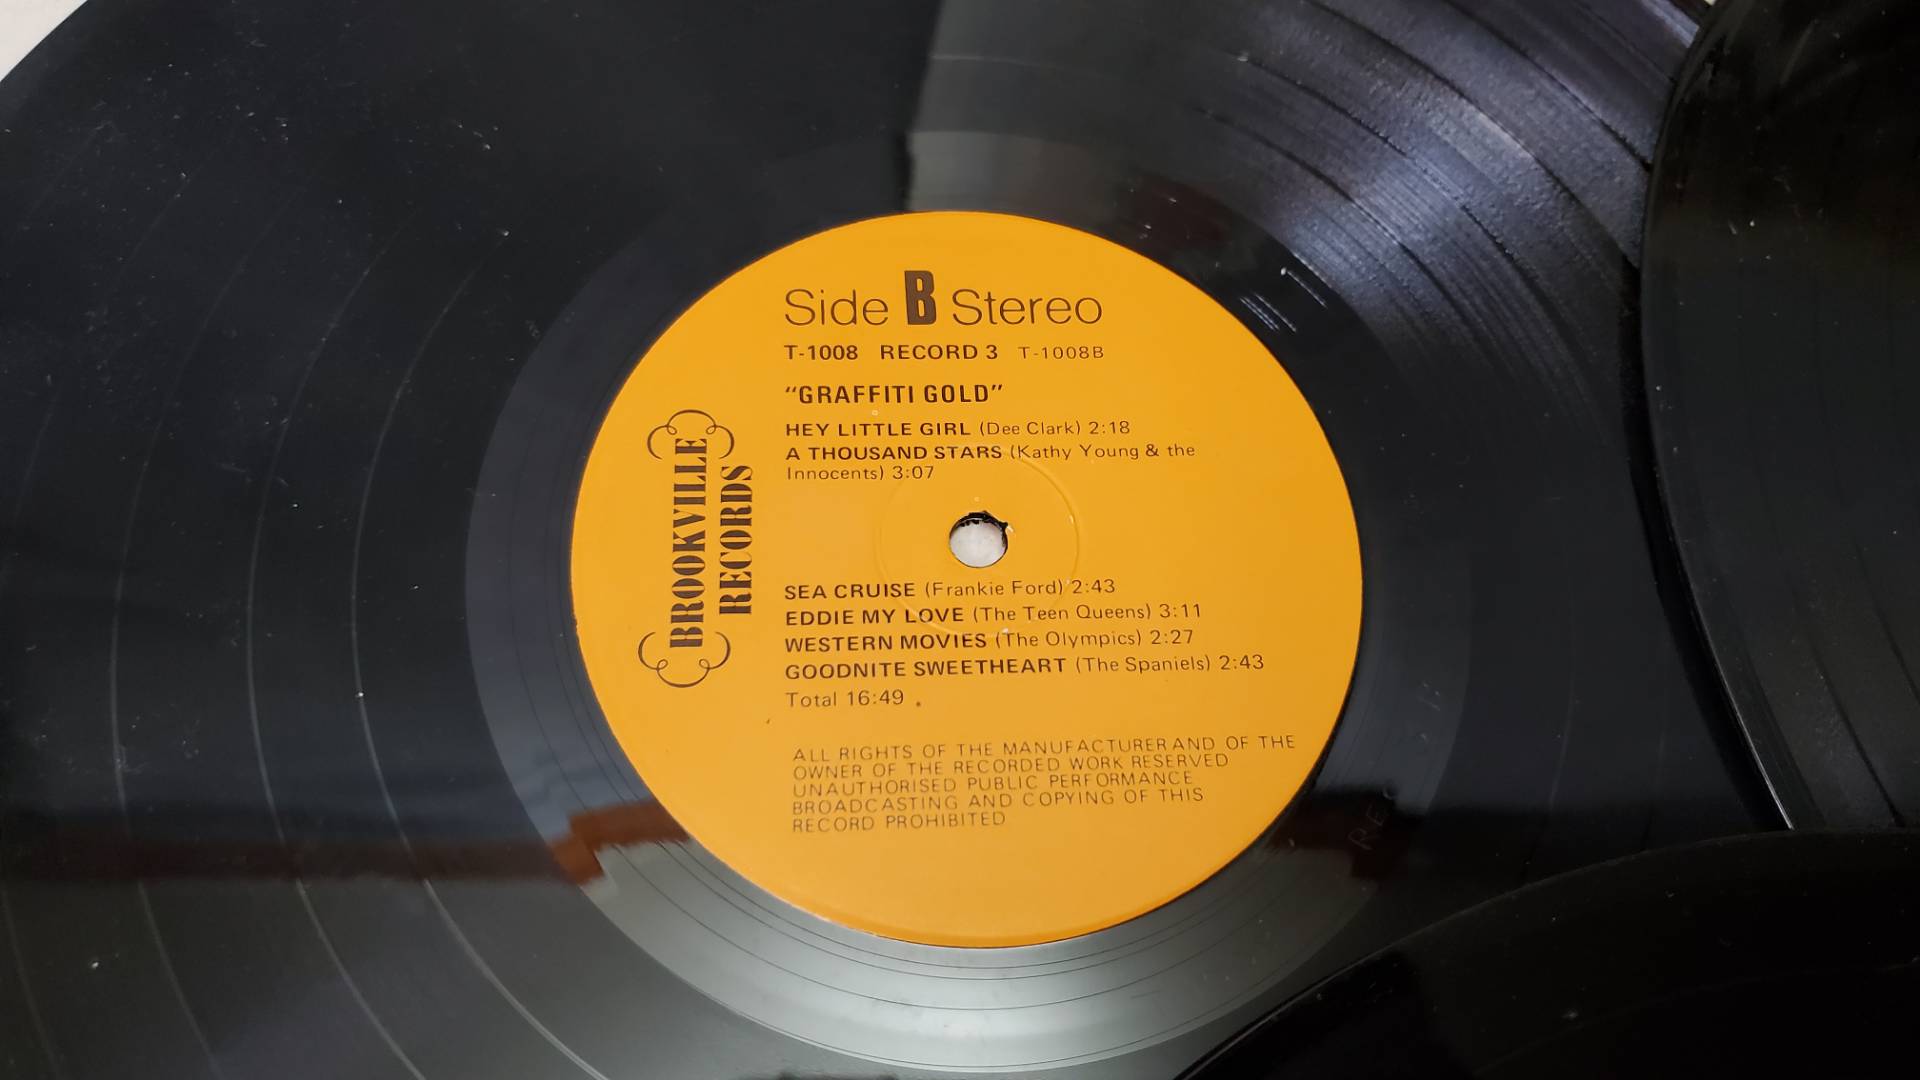 Side B Stereo
T-1008 RECORD 3 T-1008B
"GRAFFITI GOLD"
HEY LITTLE GIRL (Dee Clark) 2:18
A THOUSAND STARS (Kathy Young & the
Innocents) 3:07
BROOKVILLE
RECORDS
SEA CRUISE (Frankie Ford) 2:43
EDDIE MY LOVE (The Teen Queens) 3:11
WESTERN MOVIES (The Olympics) 2:27
GOODNITE SWEETHEART (The Spaniels) 2:43
Total 16:49
ALL RIGHTS OF THE MANUFACTURER AND OF THE
OWNER OF THE RECORDED WORK RESERVED
UNAUTHORISED PUBLIC PERFORMANCE
BROADCASTING AND COPYING OF THIS
RECORD PROHIBITED